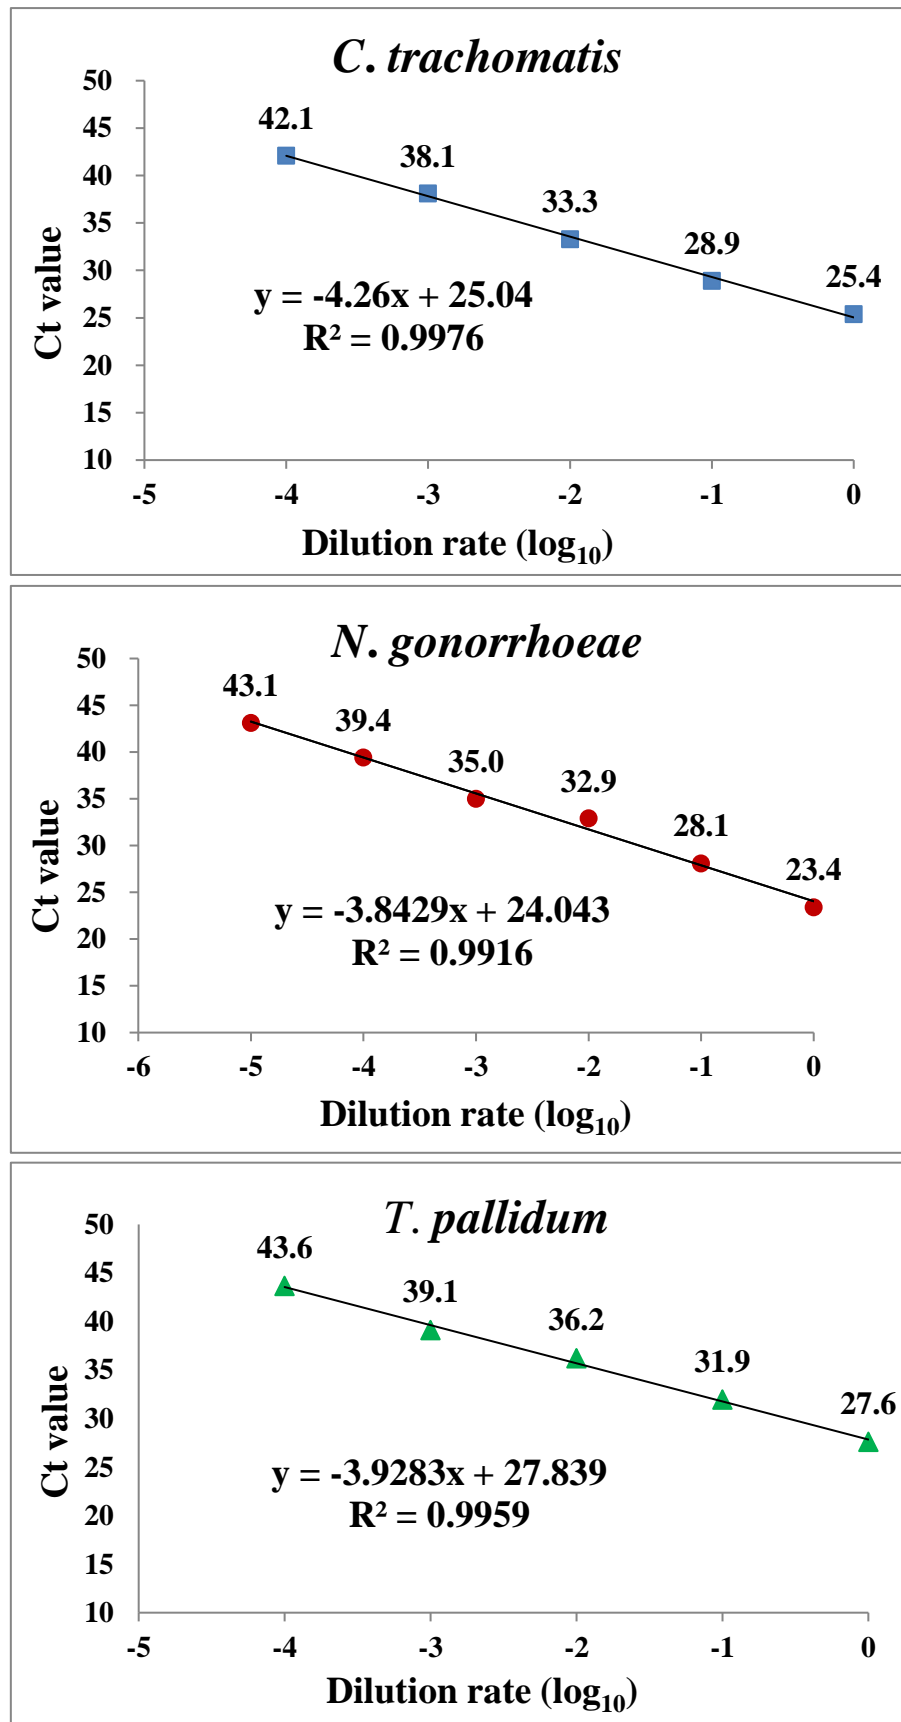 C. trachomatis
50
45
40
35
30
25
20
15
10
Ct value
42.1
38.1
33.3
28.9
25.4
y = -4.26x + 25.04
R² = 0.9976
-5 -4 -3 -2 -1 0
Dilution rate (log₁₀)
N. gonorrhoeae
50
45
40
35
30
25
20
15
10
Ct value
43.1
39.4
35.0
32.9
28.1
23.4
y = -3.8429x + 24.043
R² = 0.9916
-6 -5 -4 -3 -2 -1 0
Dilution rate (log₁₀)
T. pallidum
50
45
40
35
30
25
20
15
10
Ct value
43.6
39.1
36.2
31.9
27.6
y = -3.9283x + 27.839
R² = 0.9959
-5 -4 -3 -2 -1 0
Dilution rate (log₁₀)